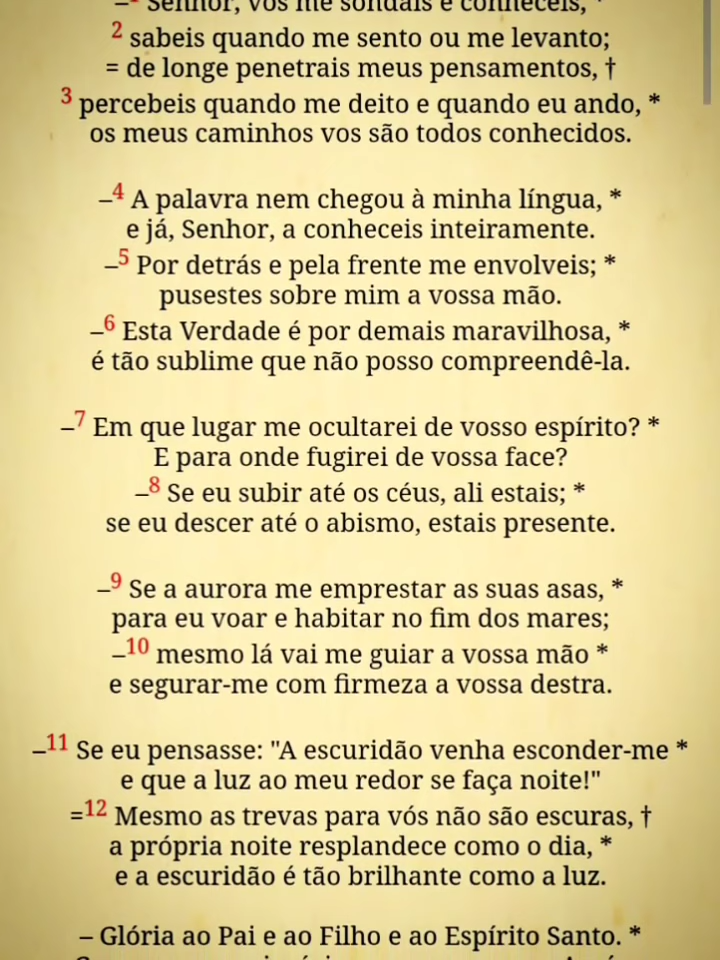 Senhor, vós me sondais e conheceis, *
2 sabeis quando me sento ou me levanto;
= de longe penetrais meus pensamentos, †
3 percebeis quando me deito e quando eu ando, *
os meus caminhos vos são todos conhecidos.
–4 A palavra nem chegou à minha língua, *
e já, Senhor, a conheceis inteiramente.
–5 Por detrás e pela frente me envolveis; *
pusestes sobre mim a vossa mão.
–6 Esta Verdade é por demais maravilhosa, *
é tão sublime que não posso compreendê-la.
–7 Em que lugar me ocultarei de vosso espírito? *
E para onde fugirei de vossa face?
–8 Se eu subir até os céus, ali estais; *
se eu descer até o abismo, estais presente.
–9 Se a aurora me emprestar as suas asas, *
para eu voar e habitar no fim dos mares;
–10 mesmo lá vai me guiar a vossa mão *
e segurar-me com firmeza a vossa destra.
–11 Se eu pensasse: "A escuridão venha esconder-me *
e que a luz ao meu redor se faça noite!"
=12 Mesmo as trevas para vós não são escuras, †
a própria noite resplandece como o dia, *
e a escuridão é tão brilhante como a luz.
– Glória ao Pai e ao Filho e ao Espírito Santo. *